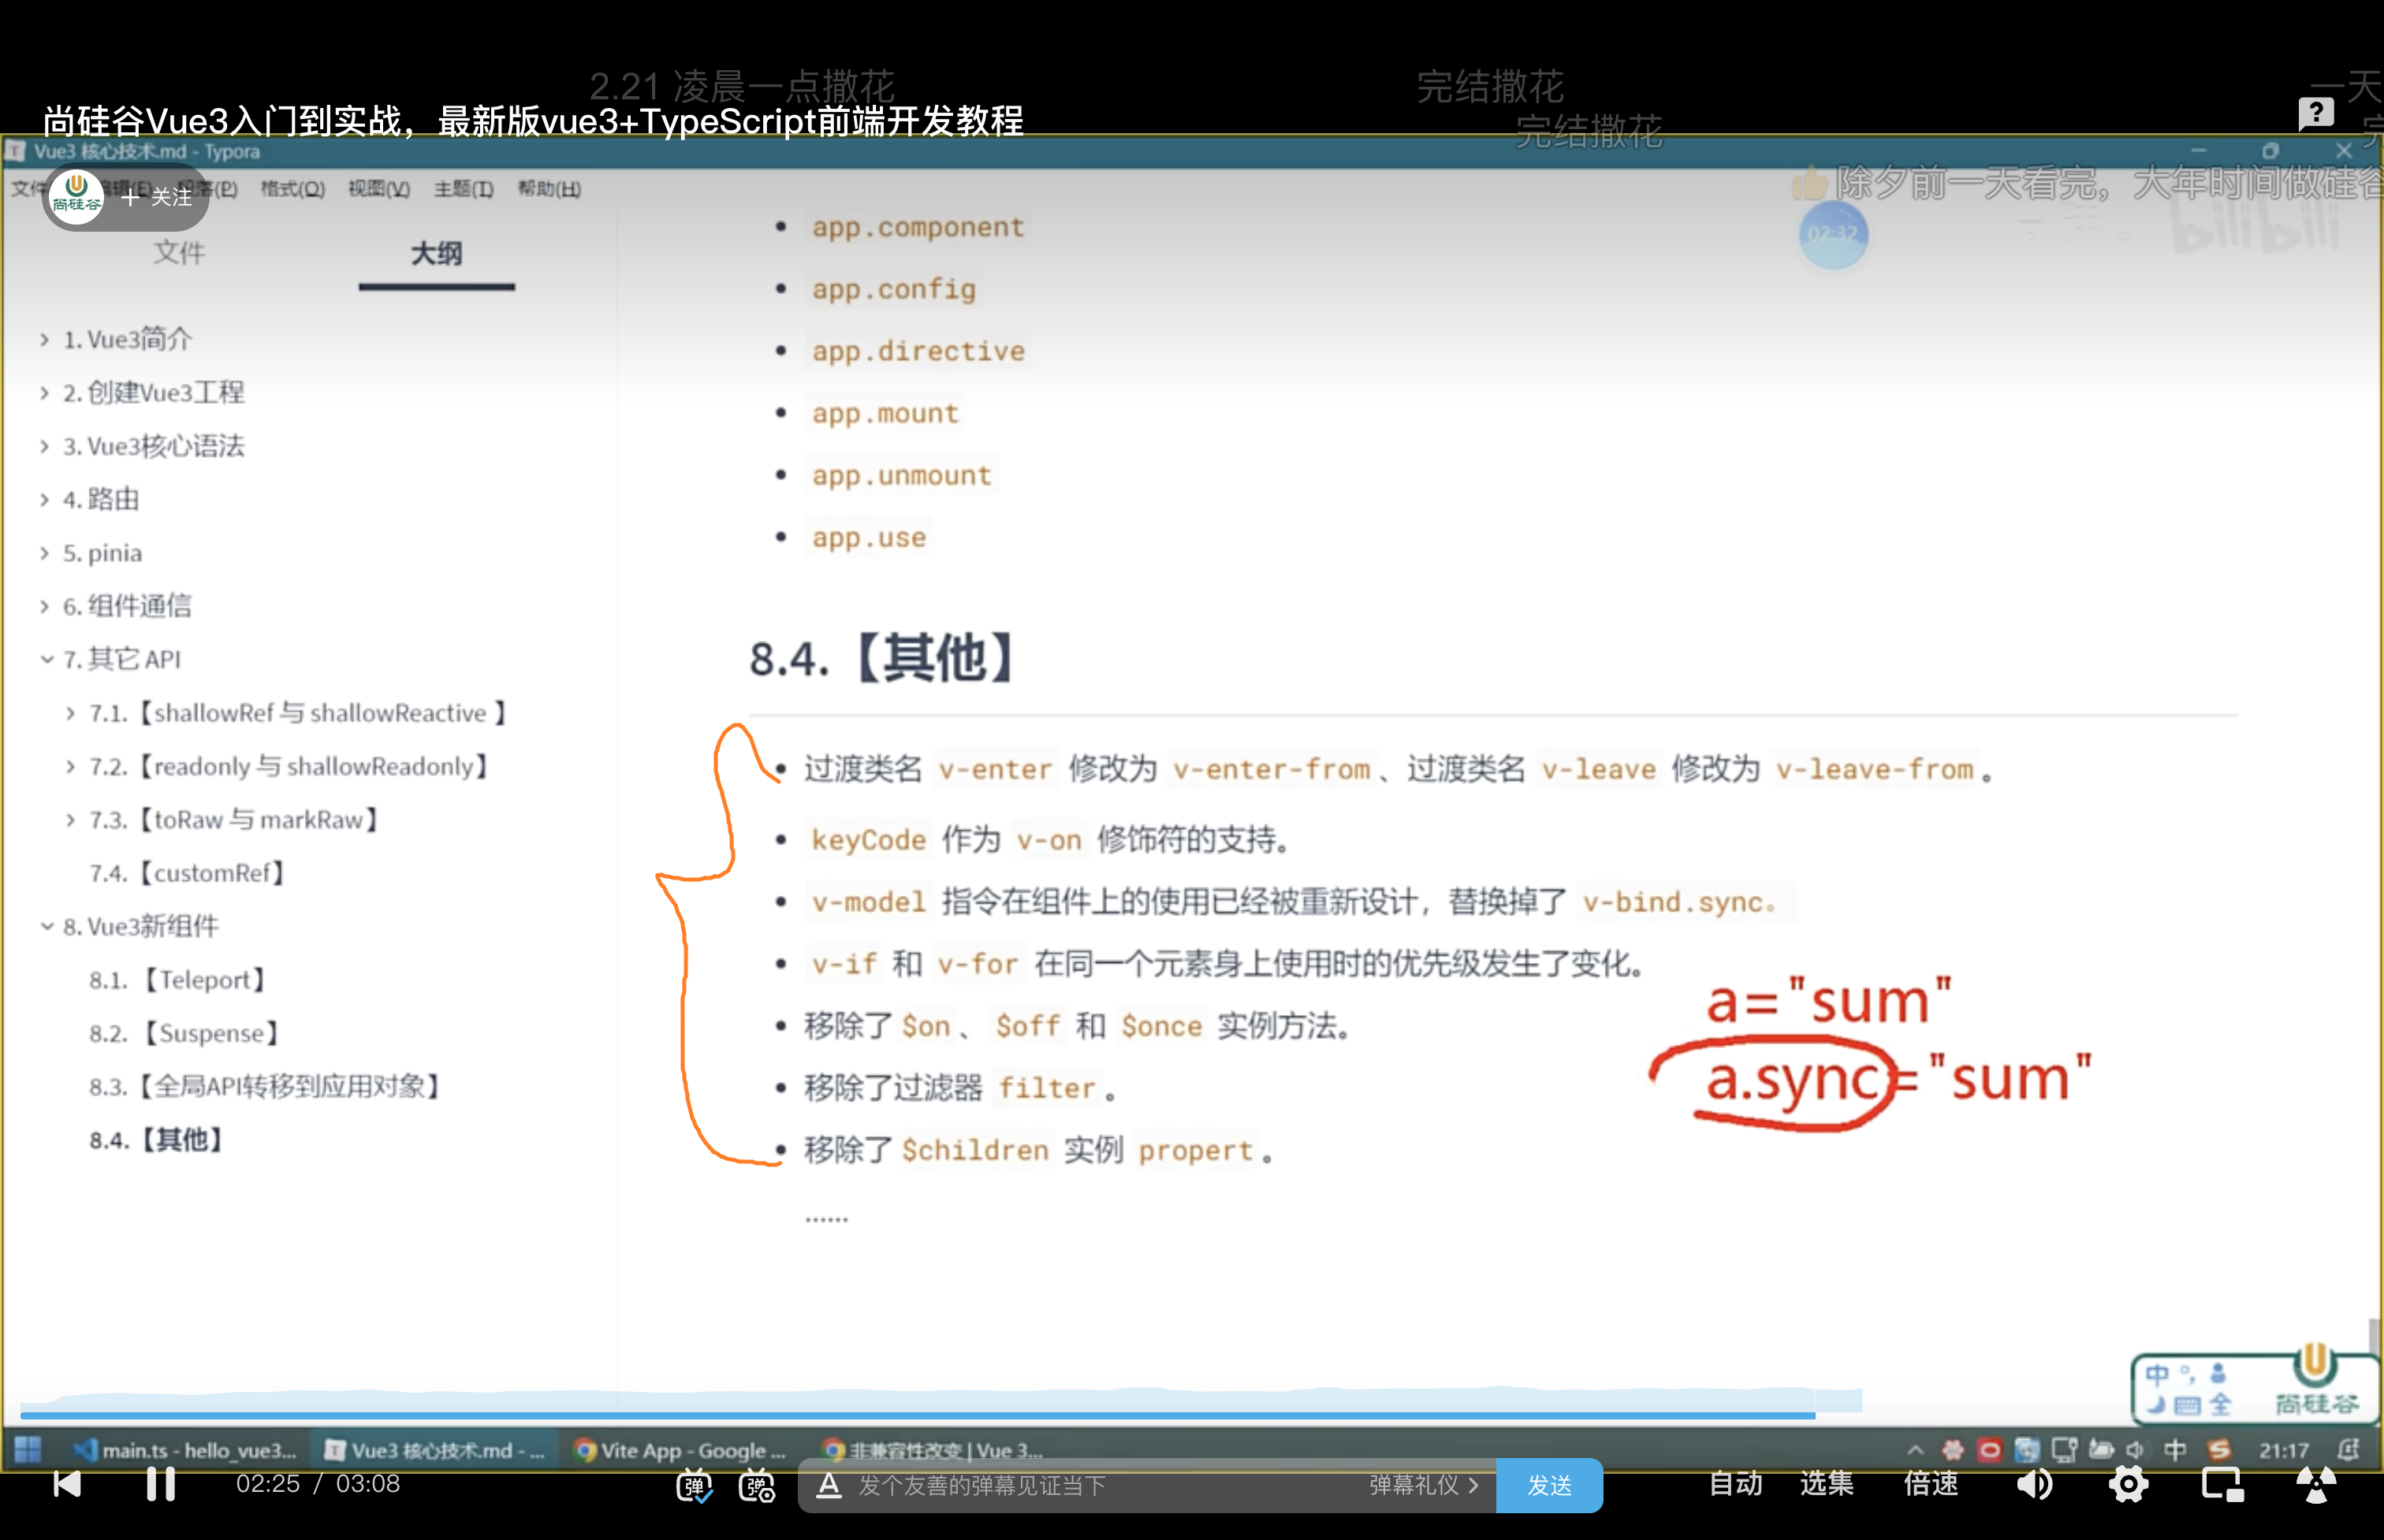 2.21 凌晨一点撒花
完结撒花
一天
尚硅谷Vue3入门到实战，最新版vue3+TypeScript前端开发教程
完结撒花
Vue3 核心技术.md - Typora
除夕前一天看完，大年时间做硅谷
文件 编辑(E) 段落(P) 格式(O) 视图(V) 主题(T) 帮助(H)
尚硅谷
+ 关注
bilibili
02:32
文件
大纲
1. Vue3简介
2. 创建Vue3工程
3. Vue3核心语法
4. 路由
5. pinia
6. 组件通信
7. 其它 API
7.1.【shallowRef 与 shallowReactive 】
7.2.【readonly 与 shallowReadonly】
7.3.【toRaw 与 markRaw】
7.4.【customRef】
8. Vue3新组件
8.1. 【Teleport】
8.2. 【Suspense】
8.3.【全局API转移到应用对象】
8.4.【其他】
app.component
app.config
app.directive
app.mount
app.unmount
app.use
8.4.【其他】
过渡类名 v-enter 修改为 v-enter-from、过渡类名 v-leave 修改为 v-leave-from。
keyCode 作为 v-on 修饰符的支持。
v-model 指令在组件上的使用已经被重新设计，替换掉了 v-bind.sync。
v-if 和 v-for 在同一个元素身上使用时的优先级发生了变化。
移除了 $on、 $off 和 $once 实例方法。
移除了过滤器 filter。
移除了 $children 实例 propert。
......
a="sum"
a.sync="sum"
中 °, 全
尚硅谷
main.ts - hello_vue3...
Vue3 核心技术.md - ...
Vite App - Google ...
非兼容性改变 | Vue 3...
中
21:17
02:25 / 03:08
弹
弹
A 发个友善的弹幕见证当下
弹幕礼仪 >
发送
自动
选集
倍速